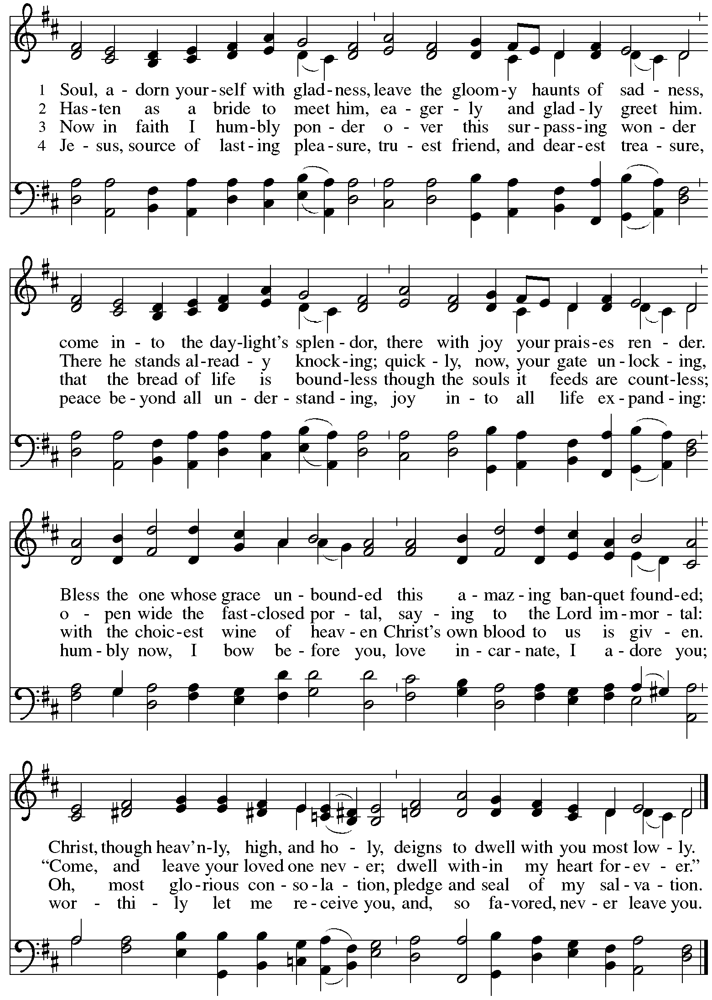 1 Soul, a - dorn your - self with glad - ness, leave the gloom - y haunts of sad - ness,
2 Has - ten as a bride to meet him, ea - ger - ly and glad - ly greet him.
3 Now in faith I hum - bly pon - der o - ver this sur - pass - ing won - der
4 Je - sus, source of last - ing plea - sure, tru - est friend, and dear - est trea - sure,
come in - to the day - light's splen - dor, there with joy your prais - es ren - der.
There he stands al - read - y knock - ing; quick - ly, now, your gate un - lock - ing,
that the bread of life is bound - less though the souls it feeds are count - less;
peace be - yond all un - der - stand - ing, joy in - to all life ex - pand - ing:
Bless the one whose grace un - bound - ed this a - maz - ing ban - quet found - ed;
o - pen wide the fast - closed por - tal, say - ing to the Lord im - mor - tal:
with the choic - est wine of heav - en Christ's own blood to us is giv - en.
hum - bly now, I bow be - fore you, love in - car - nate, I a - dore you;
Christ, though heav'n - ly, high, and ho - ly, deigns to dwell with you most low - ly.
“Come, and leave your loved one nev - er; dwell with - in my heart for - ev - er.”
Oh, most glo - rious con - so - la - tion, pledge and seal of my sal - va - tion.
wor - thi - ly let me re - ceive you, and, so fa - vored, nev - er leave you.